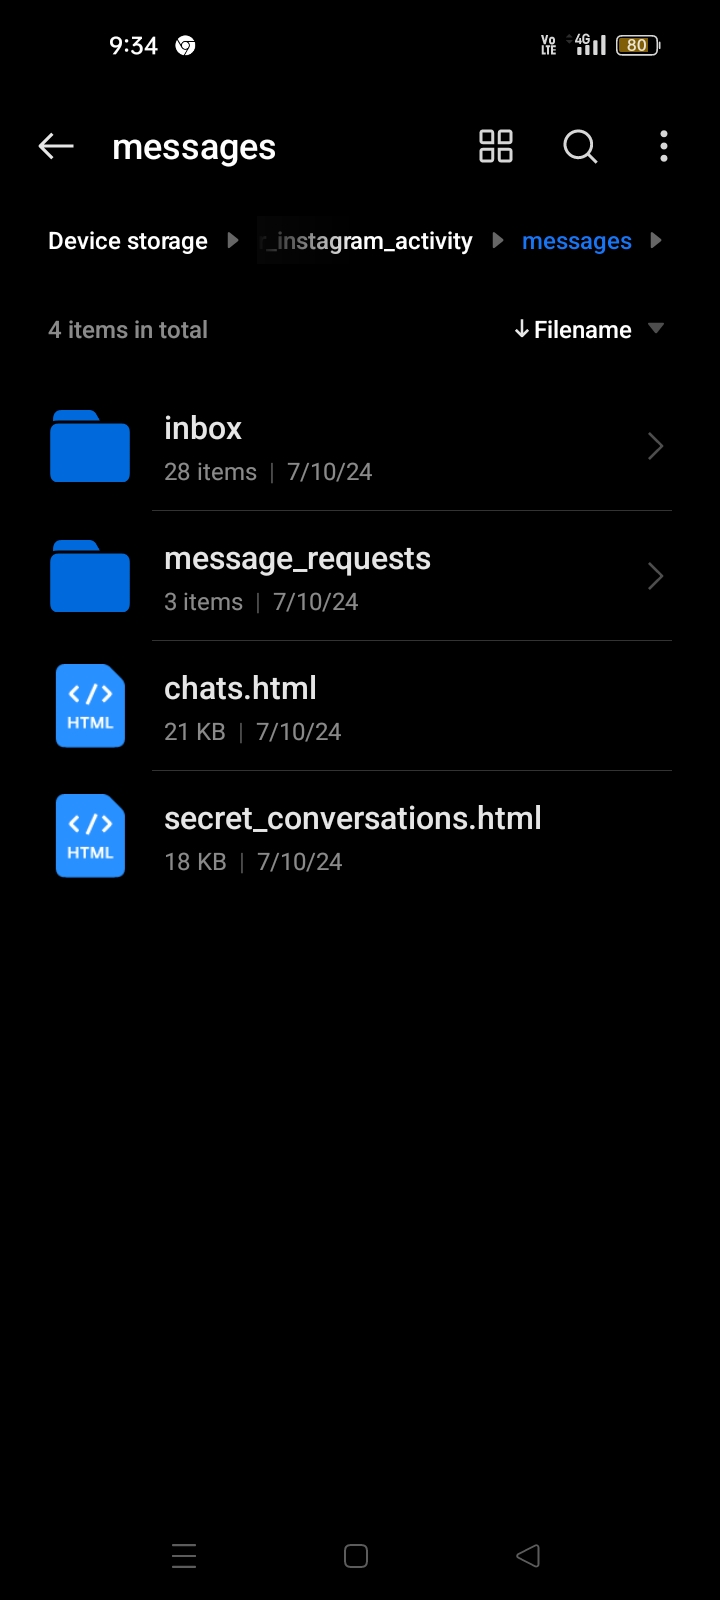 9:34 Vo LTE 4G 80
messages
Device storage r_instagram_activity messages
4 items in total Filename
inbox
28 items | 7/10/24
message_requests
3 items | 7/10/24
</> HTML
chats.html
21 KB | 7/10/24
</> HTML
secret_conversations.html
18 KB | 7/10/24